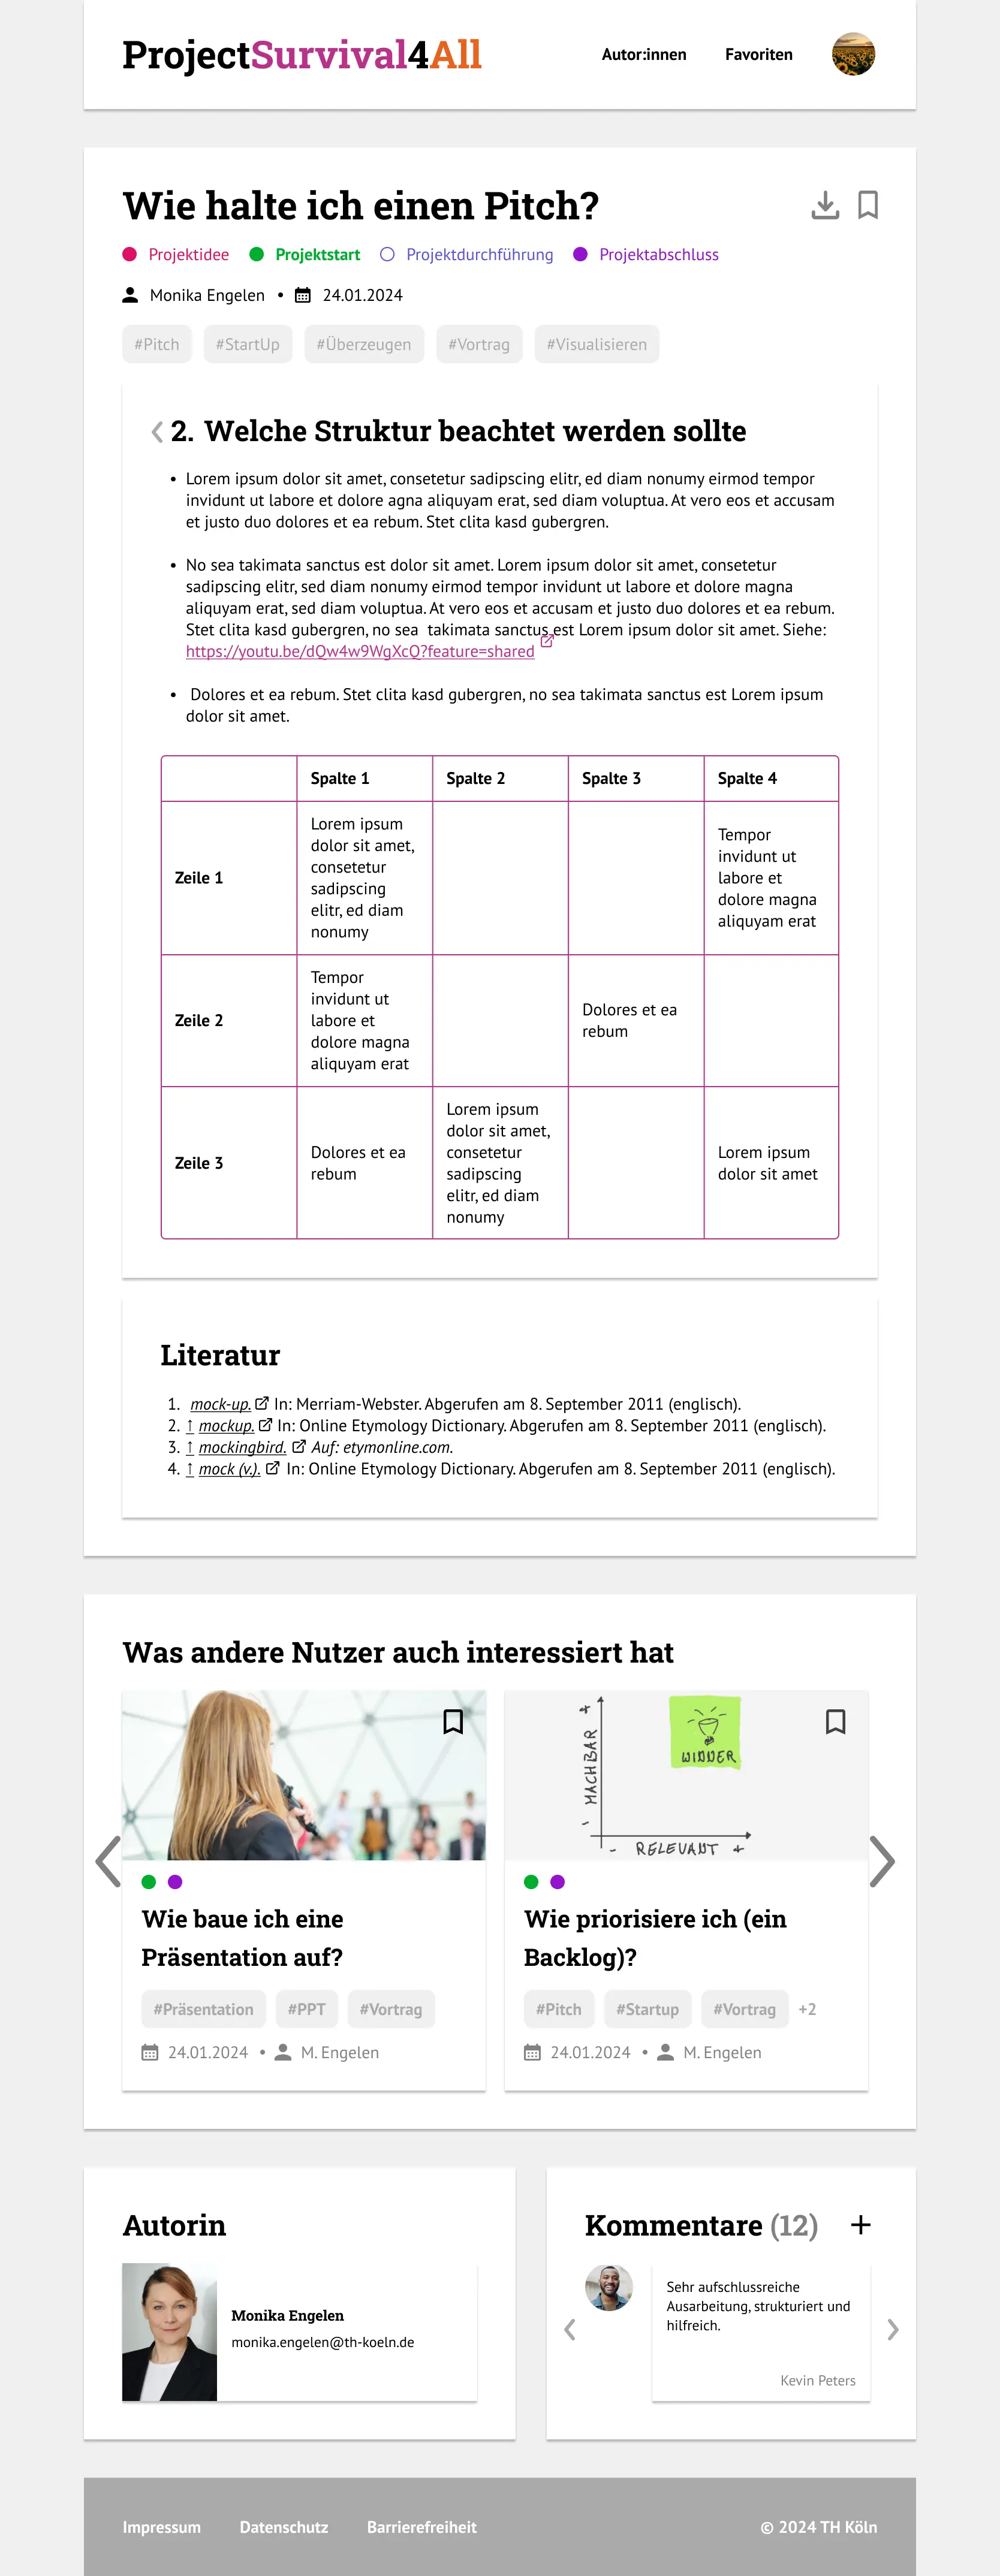 ProjectSurvival4All
Autor:innen
Favoriten
Wie halte ich einen Pitch?
Projektidee
Projektstart
Projektdurchführung
Projektabschluss
Monika Engelen • 24.01.2024
#Pitch
#StartUp
#Überzeugen
#Vortrag
#Visualisieren
2. Welche Struktur beachtet werden sollte
• Lorem ipsum dolor sit amet, consetetur sadipscing elitr, ed diam nonumy eirmod tempor
invidunt ut labore et dolore agna aliquyam erat, sed diam voluptua. At vero eos et accusam
et justo duo dolores et ea rebum. Stet clita kasd gubergren.
• No sea takimata sanctus est dolor sit amet. Lorem ipsum dolor sit amet, consetetur
sadipscing elitr, sed diam nonumy eirmod tempor invidunt ut labore et dolore magna
aliquyam erat, sed diam voluptua. At vero eos et accusam et justo duo dolores et ea rebum.
Stet clita kasd gubergren, no sea takimata sanctus est Lorem ipsum dolor sit amet. Siehe:
https://youtu.be/dQw4w9WgXcQ?feature=shared
• Dolores et ea rebum. Stet clita kasd gubergren, no sea takimata sanctus est Lorem ipsum
dolor sit amet.
Spalte 1
Spalte 2
Spalte 3
Spalte 4
Zeile 1
Lorem ipsum
dolor sit amet,
consetetur
sadipscing
elitr, ed diam
nonumy
Tempor
invidunt ut
labore et
dolore magna
aliquyam erat
Zeile 2
Tempor
invidunt ut
labore et
dolore magna
aliquyam erat
Dolores et ea
rebum
Zeile 3
Dolores et ea
rebum
Lorem ipsum
dolor sit amet,
consetetur
sadipscing
elitr, ed diam
nonumy
Lorem ipsum
dolor sit amet
Literatur
1. mock-up. In: Merriam-Webster. Abgerufen am 8. September 2011 (englisch).
2. ↑ mockup. In: Online Etymology Dictionary. Abgerufen am 8. September 2011 (englisch).
3. ↑ mockingbird. Auf: etymonline.com.
4. ↑ mock (v.). In: Online Etymology Dictionary. Abgerufen am 8. September 2011 (englisch).
Was andere Nutzer auch interessiert hat
Wie baue ich eine
Präsentation auf?
#Präsentation
#PPT
#Vortrag
24.01.2024 • M. Engelen
- MACHBAR +
WINNER
- RELEVANT +
Wie priorisiere ich (ein
Backlog)?
#Pitch
#Startup
#Vortrag
+2
24.01.2024 • M. Engelen
Autorin
Monika Engelen
monika.engelen@th-koeln.de
Kommentare (12)
Sehr aufschlussreiche
Ausarbeitung, strukturiert und
hilfreich.
Kevin Peters
Impressum
Datenschutz
Barrierefreiheit
© 2024 TH Köln